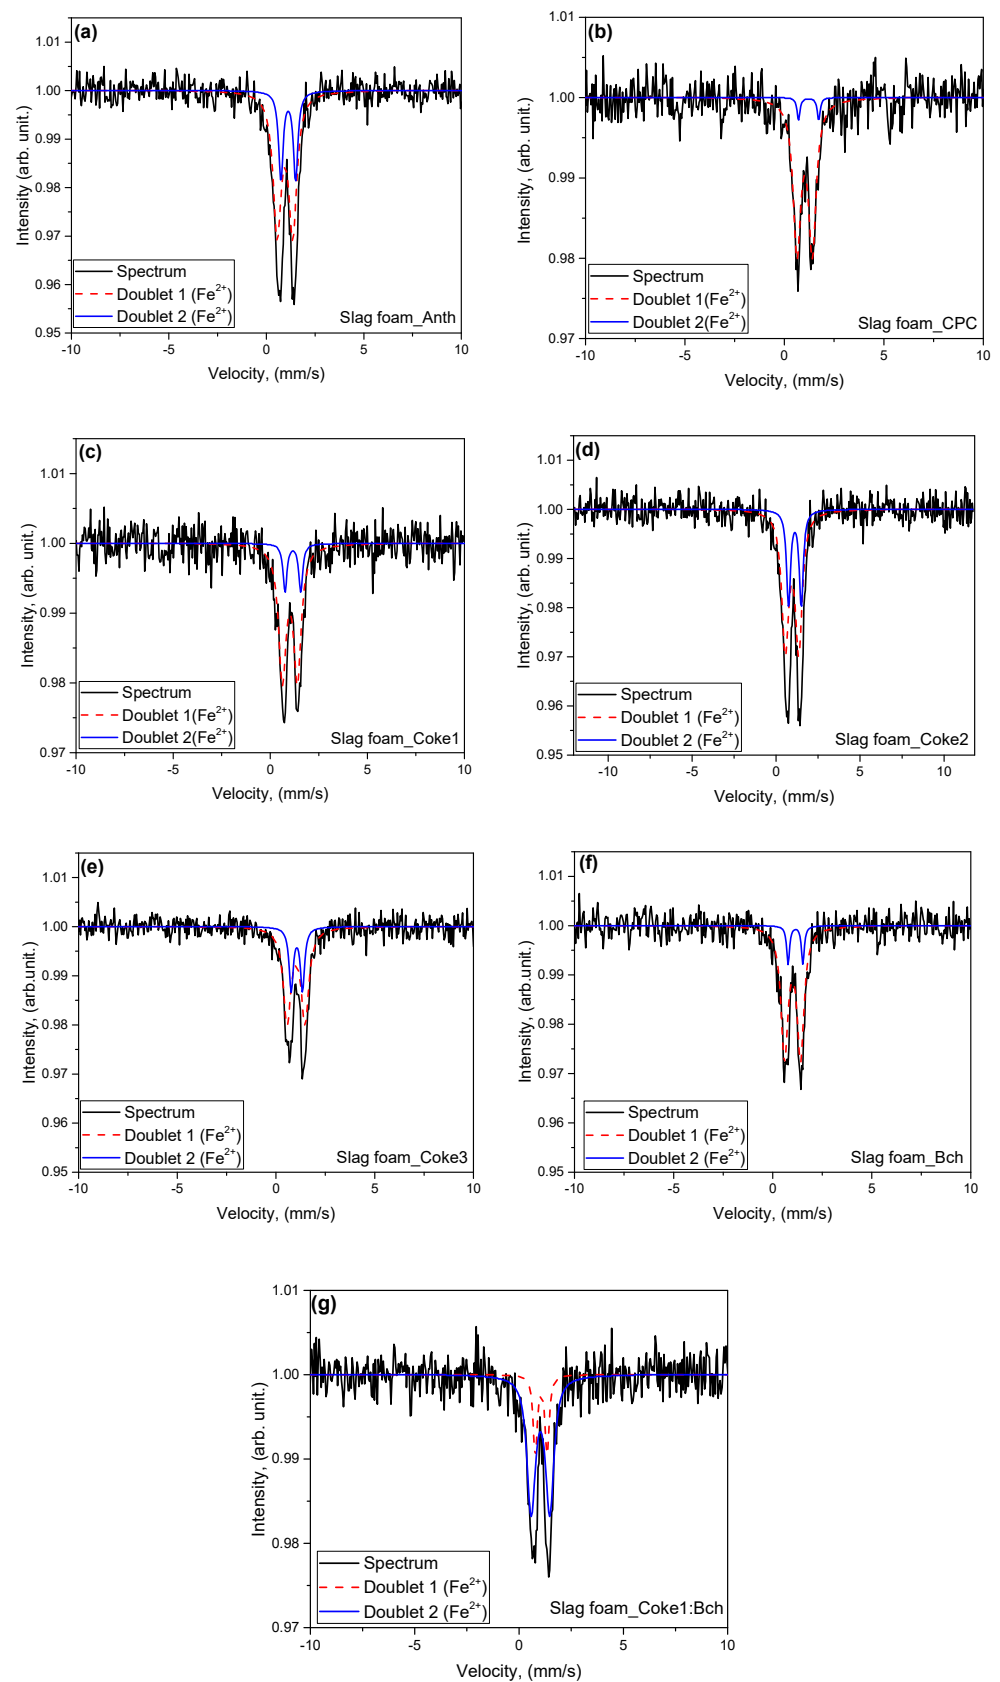 (a)
1.01
1.00
0.99
0.98
0.97
0.96
0.95
Intensity (arb. unit.)
Spectrum
Doublet 1 (Fe2+)
Doublet 2 (Fe2+)
Slag foam_Anth
-10 -5 0 5 10
Velocity, (mm/s)
(b)
1.01
1.00
0.99
0.98
0.97
Intensity, (arb. unit.)
Spectrum
Doublet 1(Fe2+)
Doublet 2(Fe2+)
Slag foam_CPC
-10 -5 0 5 10
Velocity, (mm/s)
(c)
1.01
1.00
0.99
0.98
0.97
Intensity, (arb. unit.)
Spectrum
Doublet 1(Fe2+)
Doublet 2(Fe2+)
Slag foam_Coke1
-10 -5 0 5 10
Velocity, (mm/s)
(d)
1.01
1.00
0.99
0.98
0.97
0.96
0.95
Intensity, (arb. unit.)
Spectrum
Doublet 1 (Fe2+)
Doublet 2 (Fe2+)
Slag foam_Coke2
-10 -5 0 5 10
Velocity, (mm/s)
(e)
1.01
1.00
0.99
0.98
0.97
0.96
0.95
Intensity, (arb.unit.)
Spectrum
Doublet 1 (Fe2+)
Doublet 2 (Fe2+)
Slag foam_Coke3
-10 -5 0 5 10
Velocity, (mm/s)
(f)
1.01
1.00
0.99
0.98
0.97
0.96
0.95
Intensity, (arb.unit.)
Spectrum
Doublet 1 (Fe2+)
Doublet 2 (Fe2+)
Slag foam_Bch
-10 -5 0 5 10
Velocity, (mm/s)
(g)
1.01
1.00
0.99
0.98
0.97
Intensity, (arb. unit.)
Spectrum
Doublet 1 (Fe2+)
Doublet 2 (Fe2+)
Slag foam_Coke1:Bch
-10 -5 0 5 10
Velocity, (mm/s)